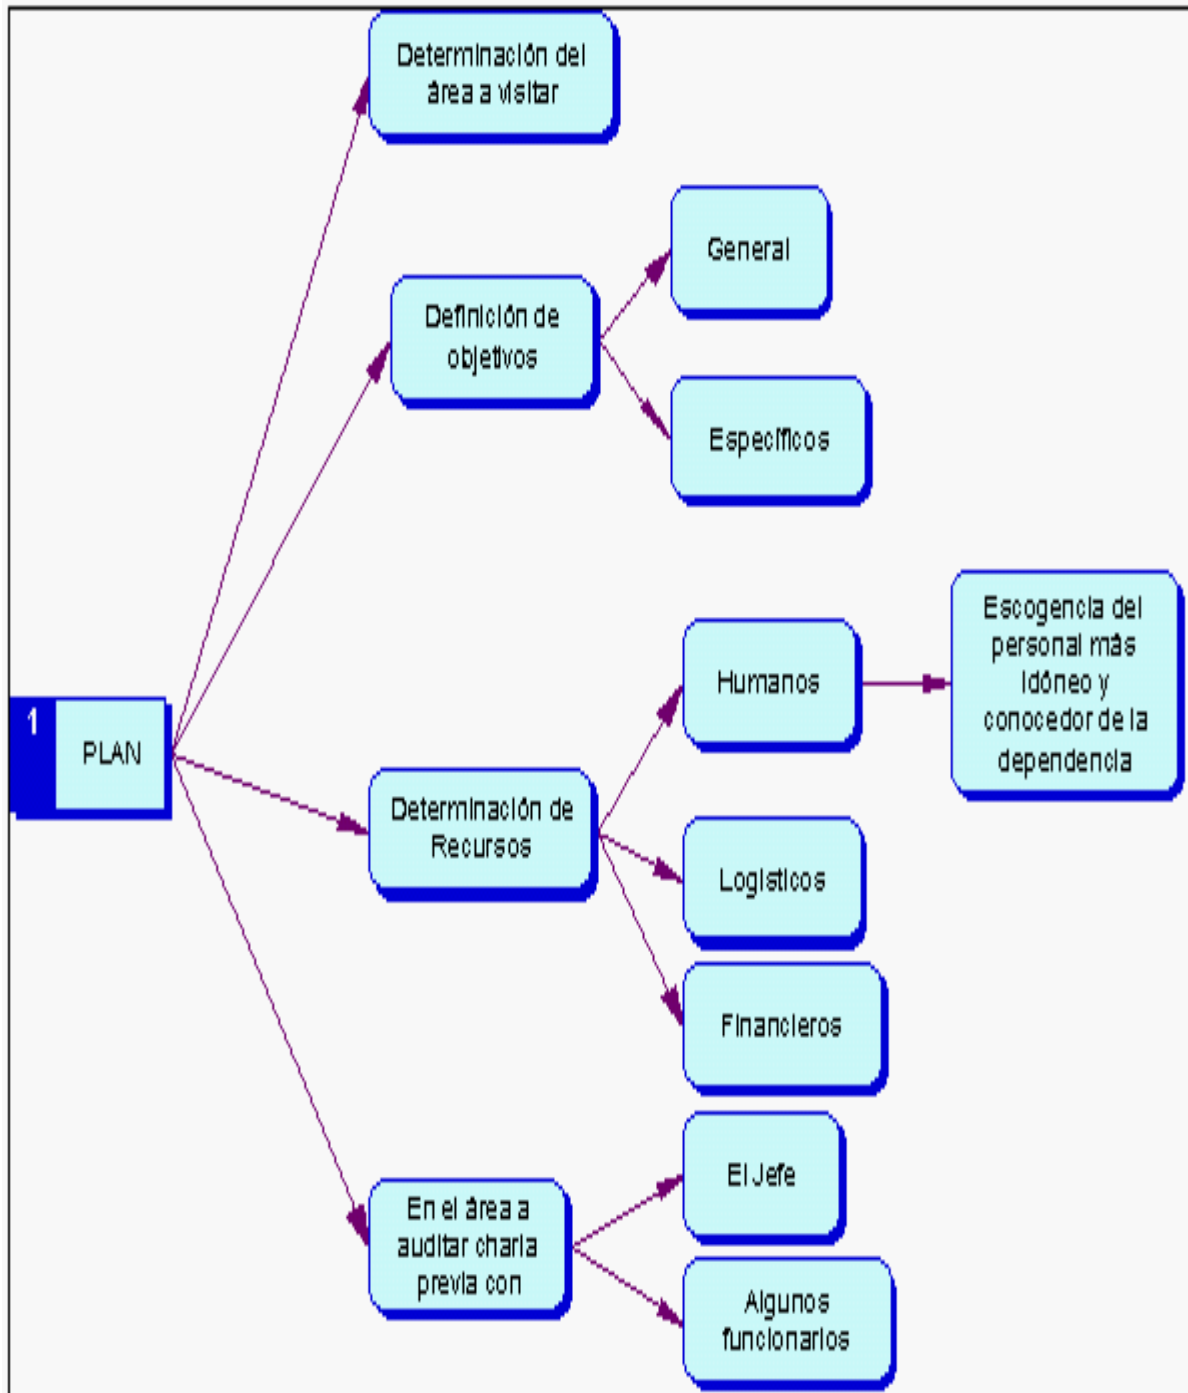 Determinación del
área a visitar
General
Definición de
objetivos
Específicos
Escogencia del
personal más
idóneo y
conocedor de la
dependencia
Humanos
1
PLAN
Determinación de
Recursos
Logísticos
Financieros
El Jefe
En el área a
auditar charla
previa con
Algunos
funcionarios